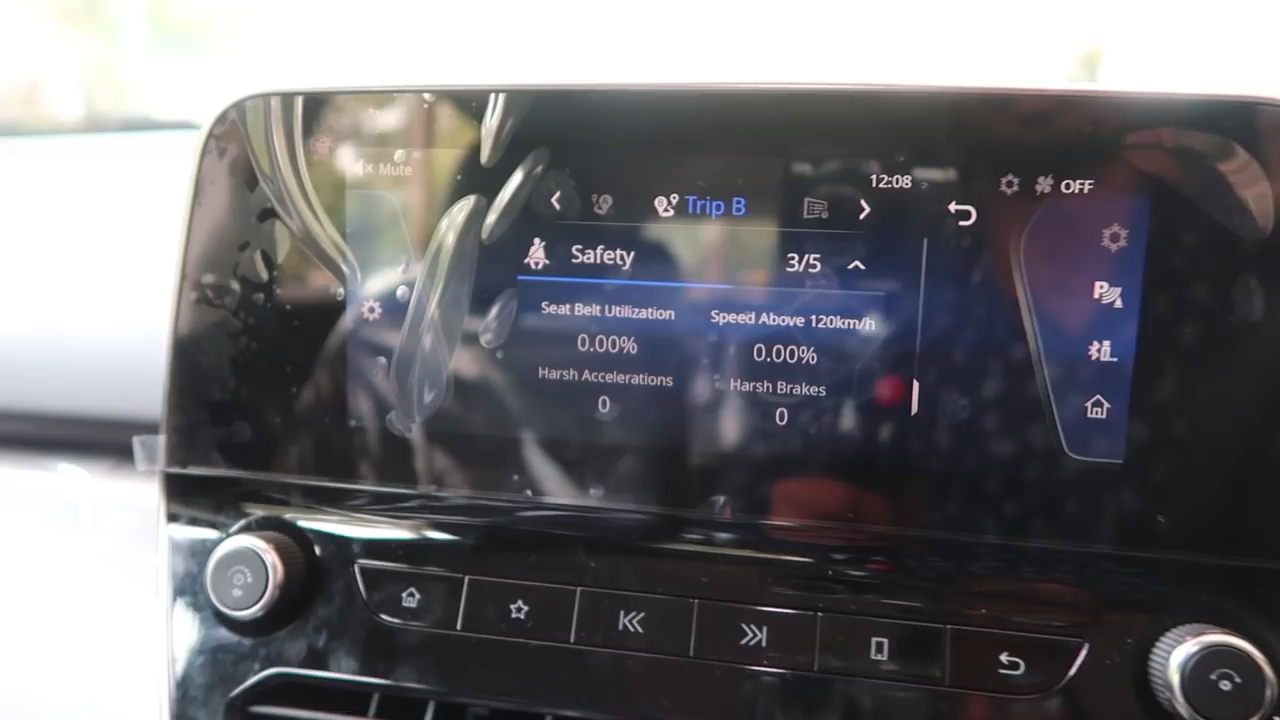 Mute
12:08
OFF
Trip B
Safety
3/5
Seat Belt Utilization
Speed Above 120km/h
0.00%
0.00%
Harsh Accelerations
Harsh Brakes
0
0